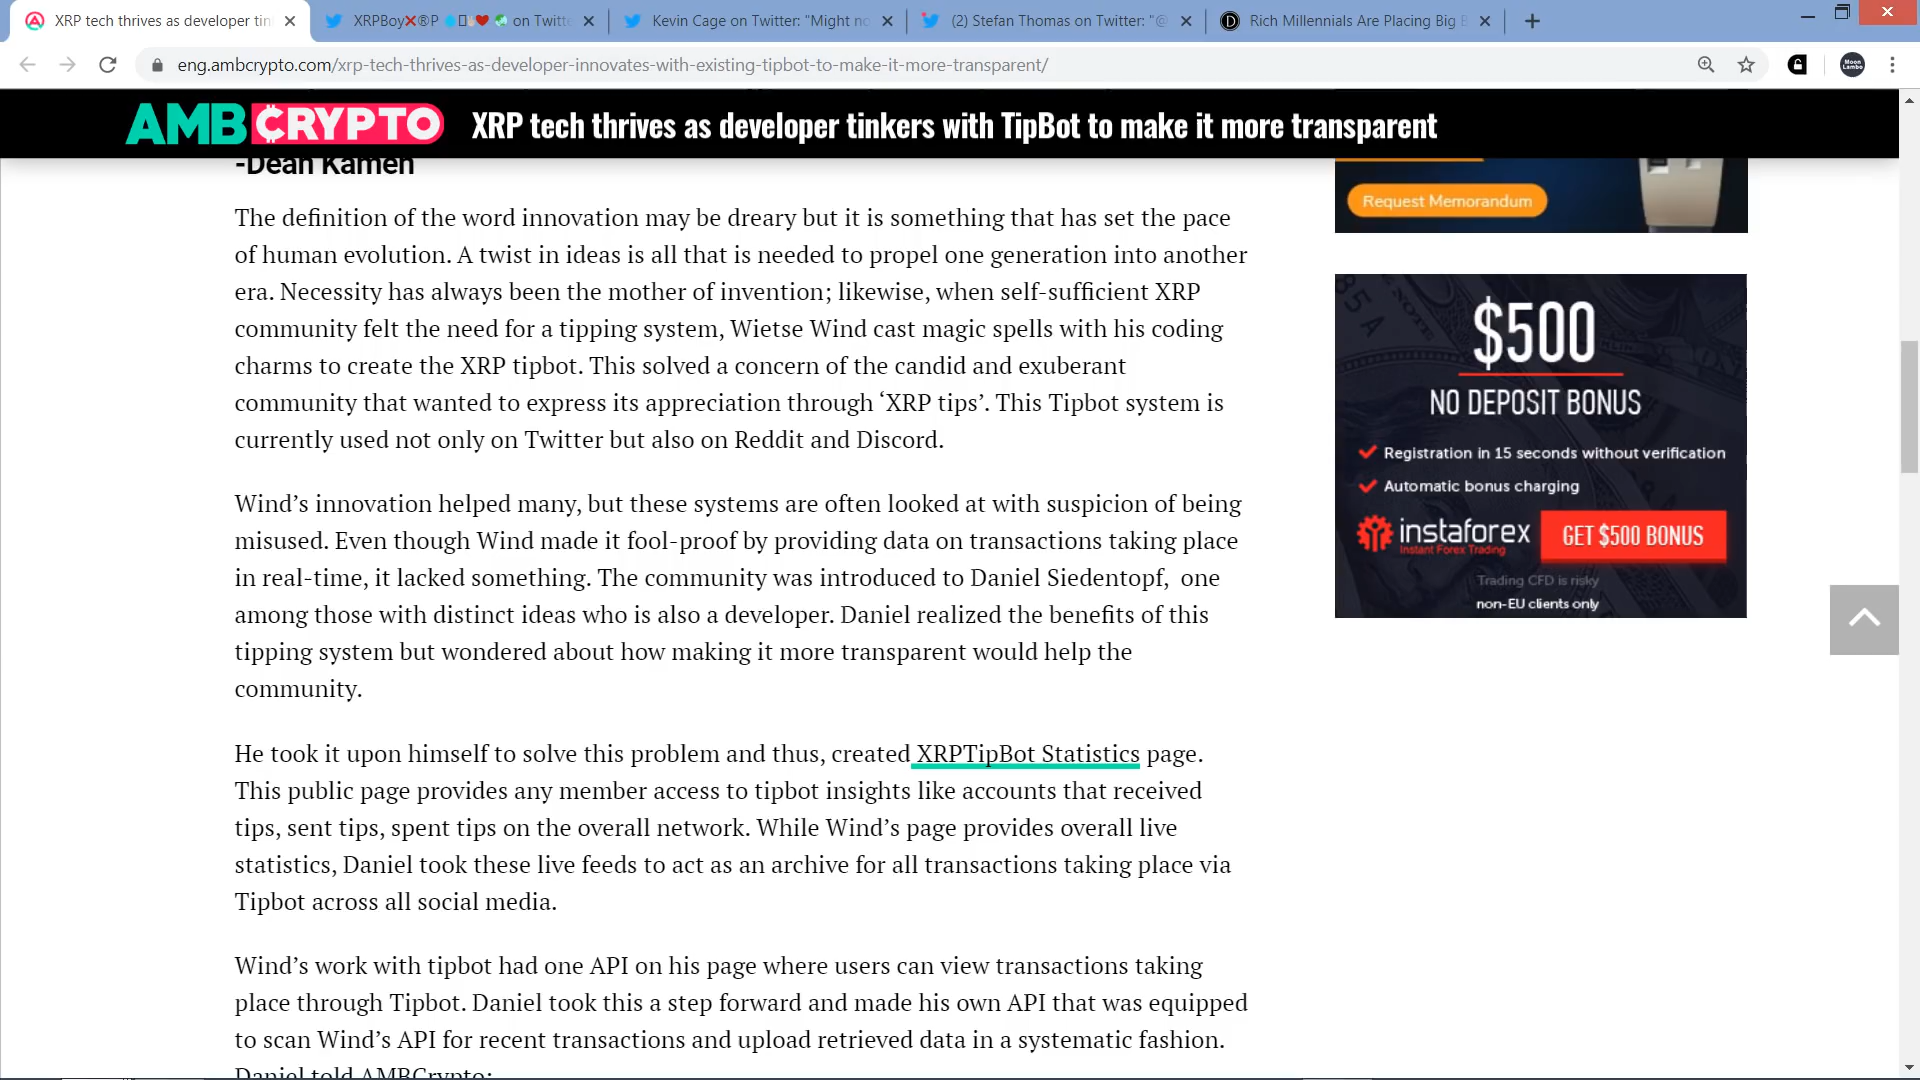 XRP tech thrives as developer tin
XRPBoy❌®P on Twitt
Kevin Cage on Twitter: "Might no
(2) Stefan Thomas on Twitter: "@
Rich Millennials Are Placing Big B
eng.ambcrypto.com/xrp-tech-thrives-as-developer-innovates-with-existing-tipbot-to-make-it-more-transparent/
Moon Lambo
AMBCRYPTO
XRP tech thrives as developer tinkers with TipBot to make it more transparent
-Dean Kamen
The definition of the word innovation may be dreary but it is something that has set the pace
of human evolution. A twist in ideas is all that is needed to propel one generation into another
era. Necessity has always been the mother of invention; likewise, when self-sufficient XRP
community felt the need for a tipping system, Wietse Wind cast magic spells with his coding
charms to create the XRP tipbot. This solved a concern of the candid and exuberant
community that wanted to express its appreciation through ‘XRP tips’. This Tipbot system is
currently used not only on Twitter but also on Reddit and Discord.
Wind’s innovation helped many, but these systems are often looked at with suspicion of being
misused. Even though Wind made it fool-proof by providing data on transactions taking place
in real-time, it lacked something. The community was introduced to Daniel Siedentopf, one
among those with distinct ideas who is also a developer. Daniel realized the benefits of this
tipping system but wondered about how making it more transparent would help the
community.
He took it upon himself to solve this problem and thus, created XRPTipBot Statistics page.
This public page provides any member access to tipbot insights like accounts that received
tips, sent tips, spent tips on the overall network. While Wind’s page provides overall live
statistics, Daniel took these live feeds to act as an archive for all transactions taking place via
Tipbot across all social media.
Wind’s work with tipbot had one API on his page where users can view transactions taking
place through Tipbot. Daniel took this a step forward and made his own API that was equipped
to scan Wind’s API for recent transactions and upload retrieved data in a systematic fashion.
Daniel told AMBCrypto:
Request Memorandum
$500
NO DEPOSIT BONUS
Registration in 15 seconds without verification
Automatic bonus charging
instaforex
Instant Forex Trading
GET $500 BONUS
Trading CFD is risky
non-EU clients only